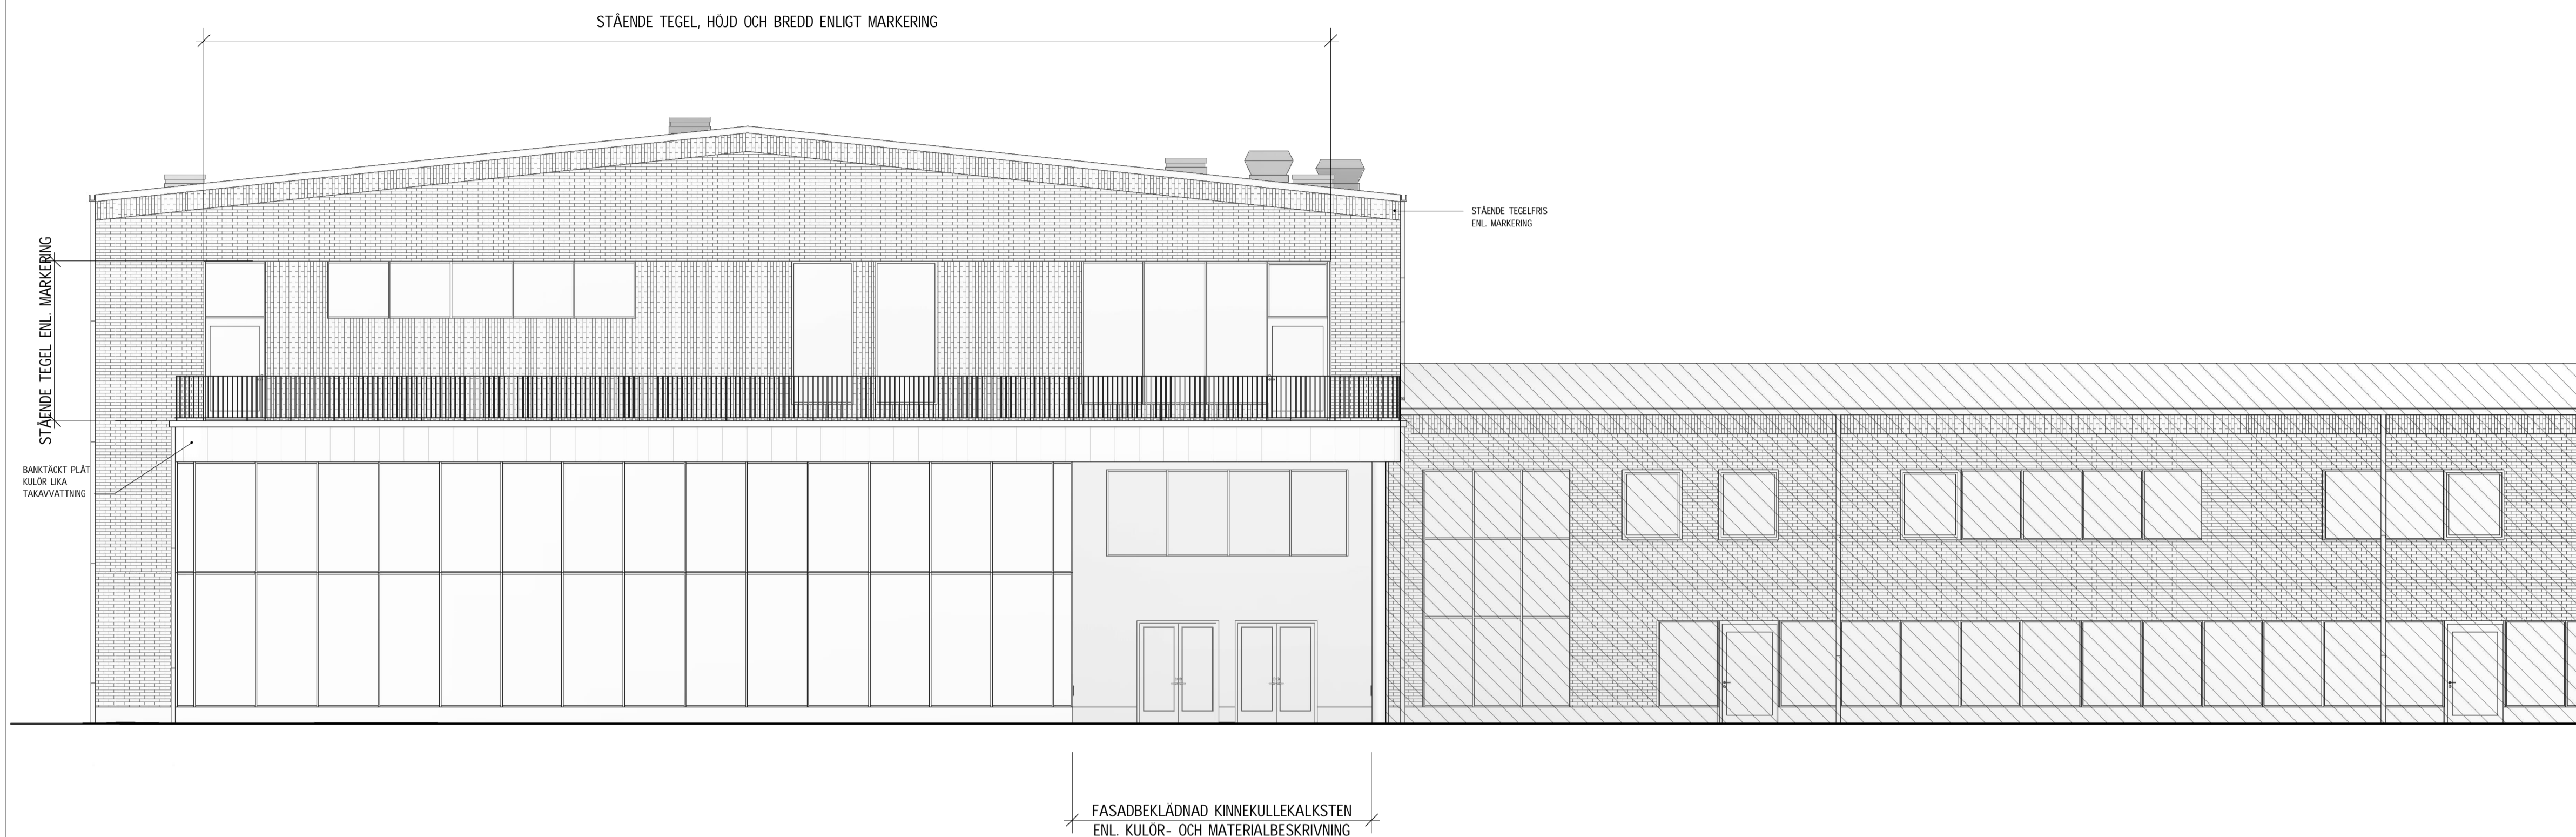 STÅENDE TEGEL, HÖJD OCH BREDD ENLIGT MARKERING
STÅENDE TEGELFRIS
ENL. MARKERING
STÅENDE TEGEL ENL. MARKERING
BANKTÄCKT PLÅT
KULÖR LIKA
TAKAVVATTNING
FASADBEKLÄDNAD KINNEKULLEKALKSTEN
ENL. KULÖR- OCH MATERIALBESKRIVNING